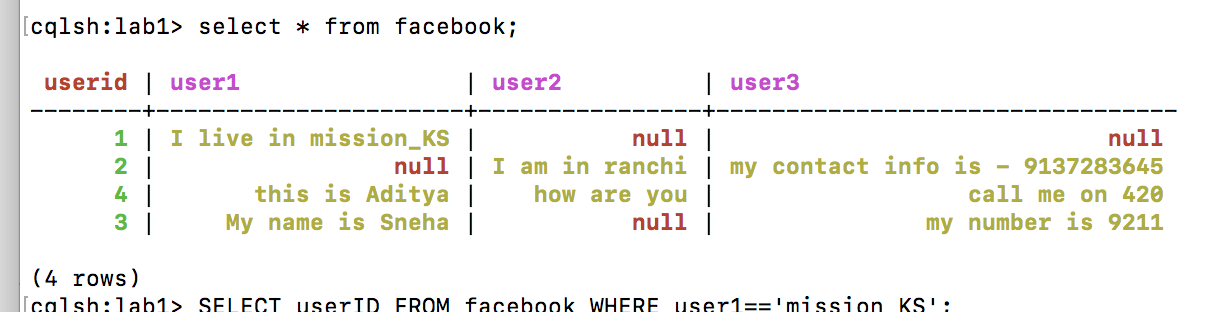 [cqlsh:lab1> select * from facebook;
userid | user1 | user2 | user3
--------+----------------------+----------------+---------------------------------
1 | I live in mission_KS | null | null
2 | null | I am in ranchi | my contact info is - 9137283645
4 | this is Aditya | how are you | call me on 420
3 | My name is Sneha | null | my number is 9211
(4 rows)
[cqlsh:lab1> SELECT userID FROM facebook WHERE user1=='mission_KS';